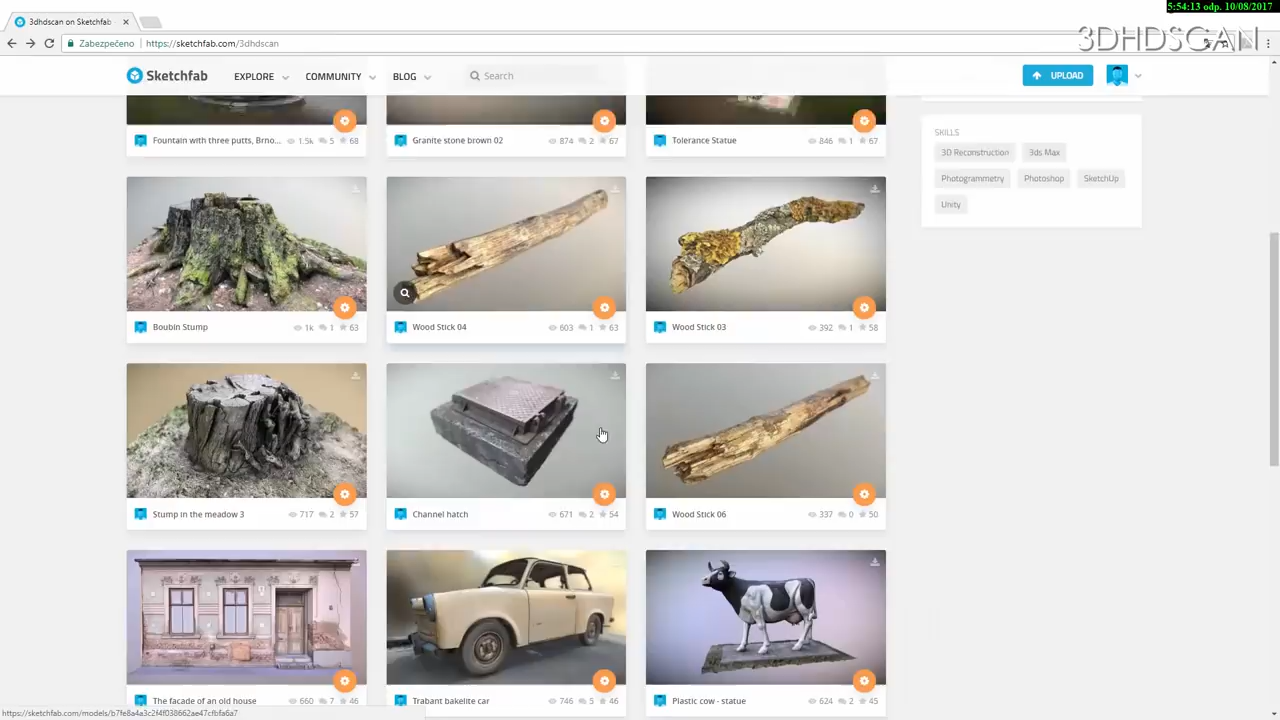 5:54:13 odp. 10/08/2017
3dhdscan on Sketchfab
Zabezpečeno
https://sketchfab.com/3dhdscan
3DHDSCAN
Sketchfab
EXPLORE
COMMUNITY
BLOG
Search
UPLOAD
Fountain with three putts, Brno... 1.5k 5 68
Granite stone brown 02 874 2 67
Tolerance Statue 846 1 67
SKILLS
3D Reconstruction
3ds Max
Photogrammetry
Photoshop
SketchUp
Unity
Boubin Stump 1k 1 63
Wood Stick 04 603 1 63
Wood Stick 03 392 1 58
Stump in the meadow 3 717 2 57
Channel hatch 671 2 54
Wood Stick 06 337 0 50
The facade of an old house 660 7 46
Trabant bakelite car 746 5 46
Plastic cow - statue 624 2 45